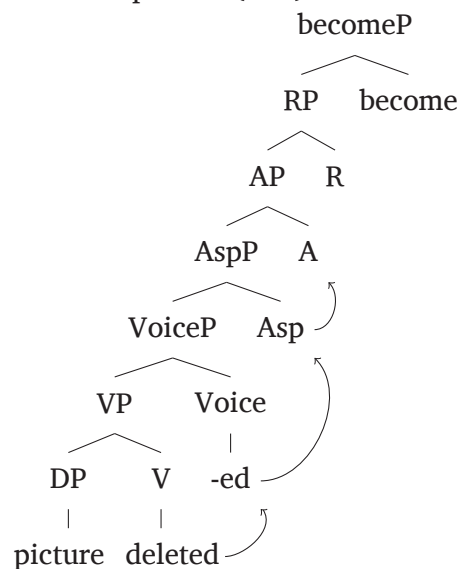 becomeP
RP become
AP R
AspP A
VoiceP Asp
VP Voice
DP V -ed
picture deleted